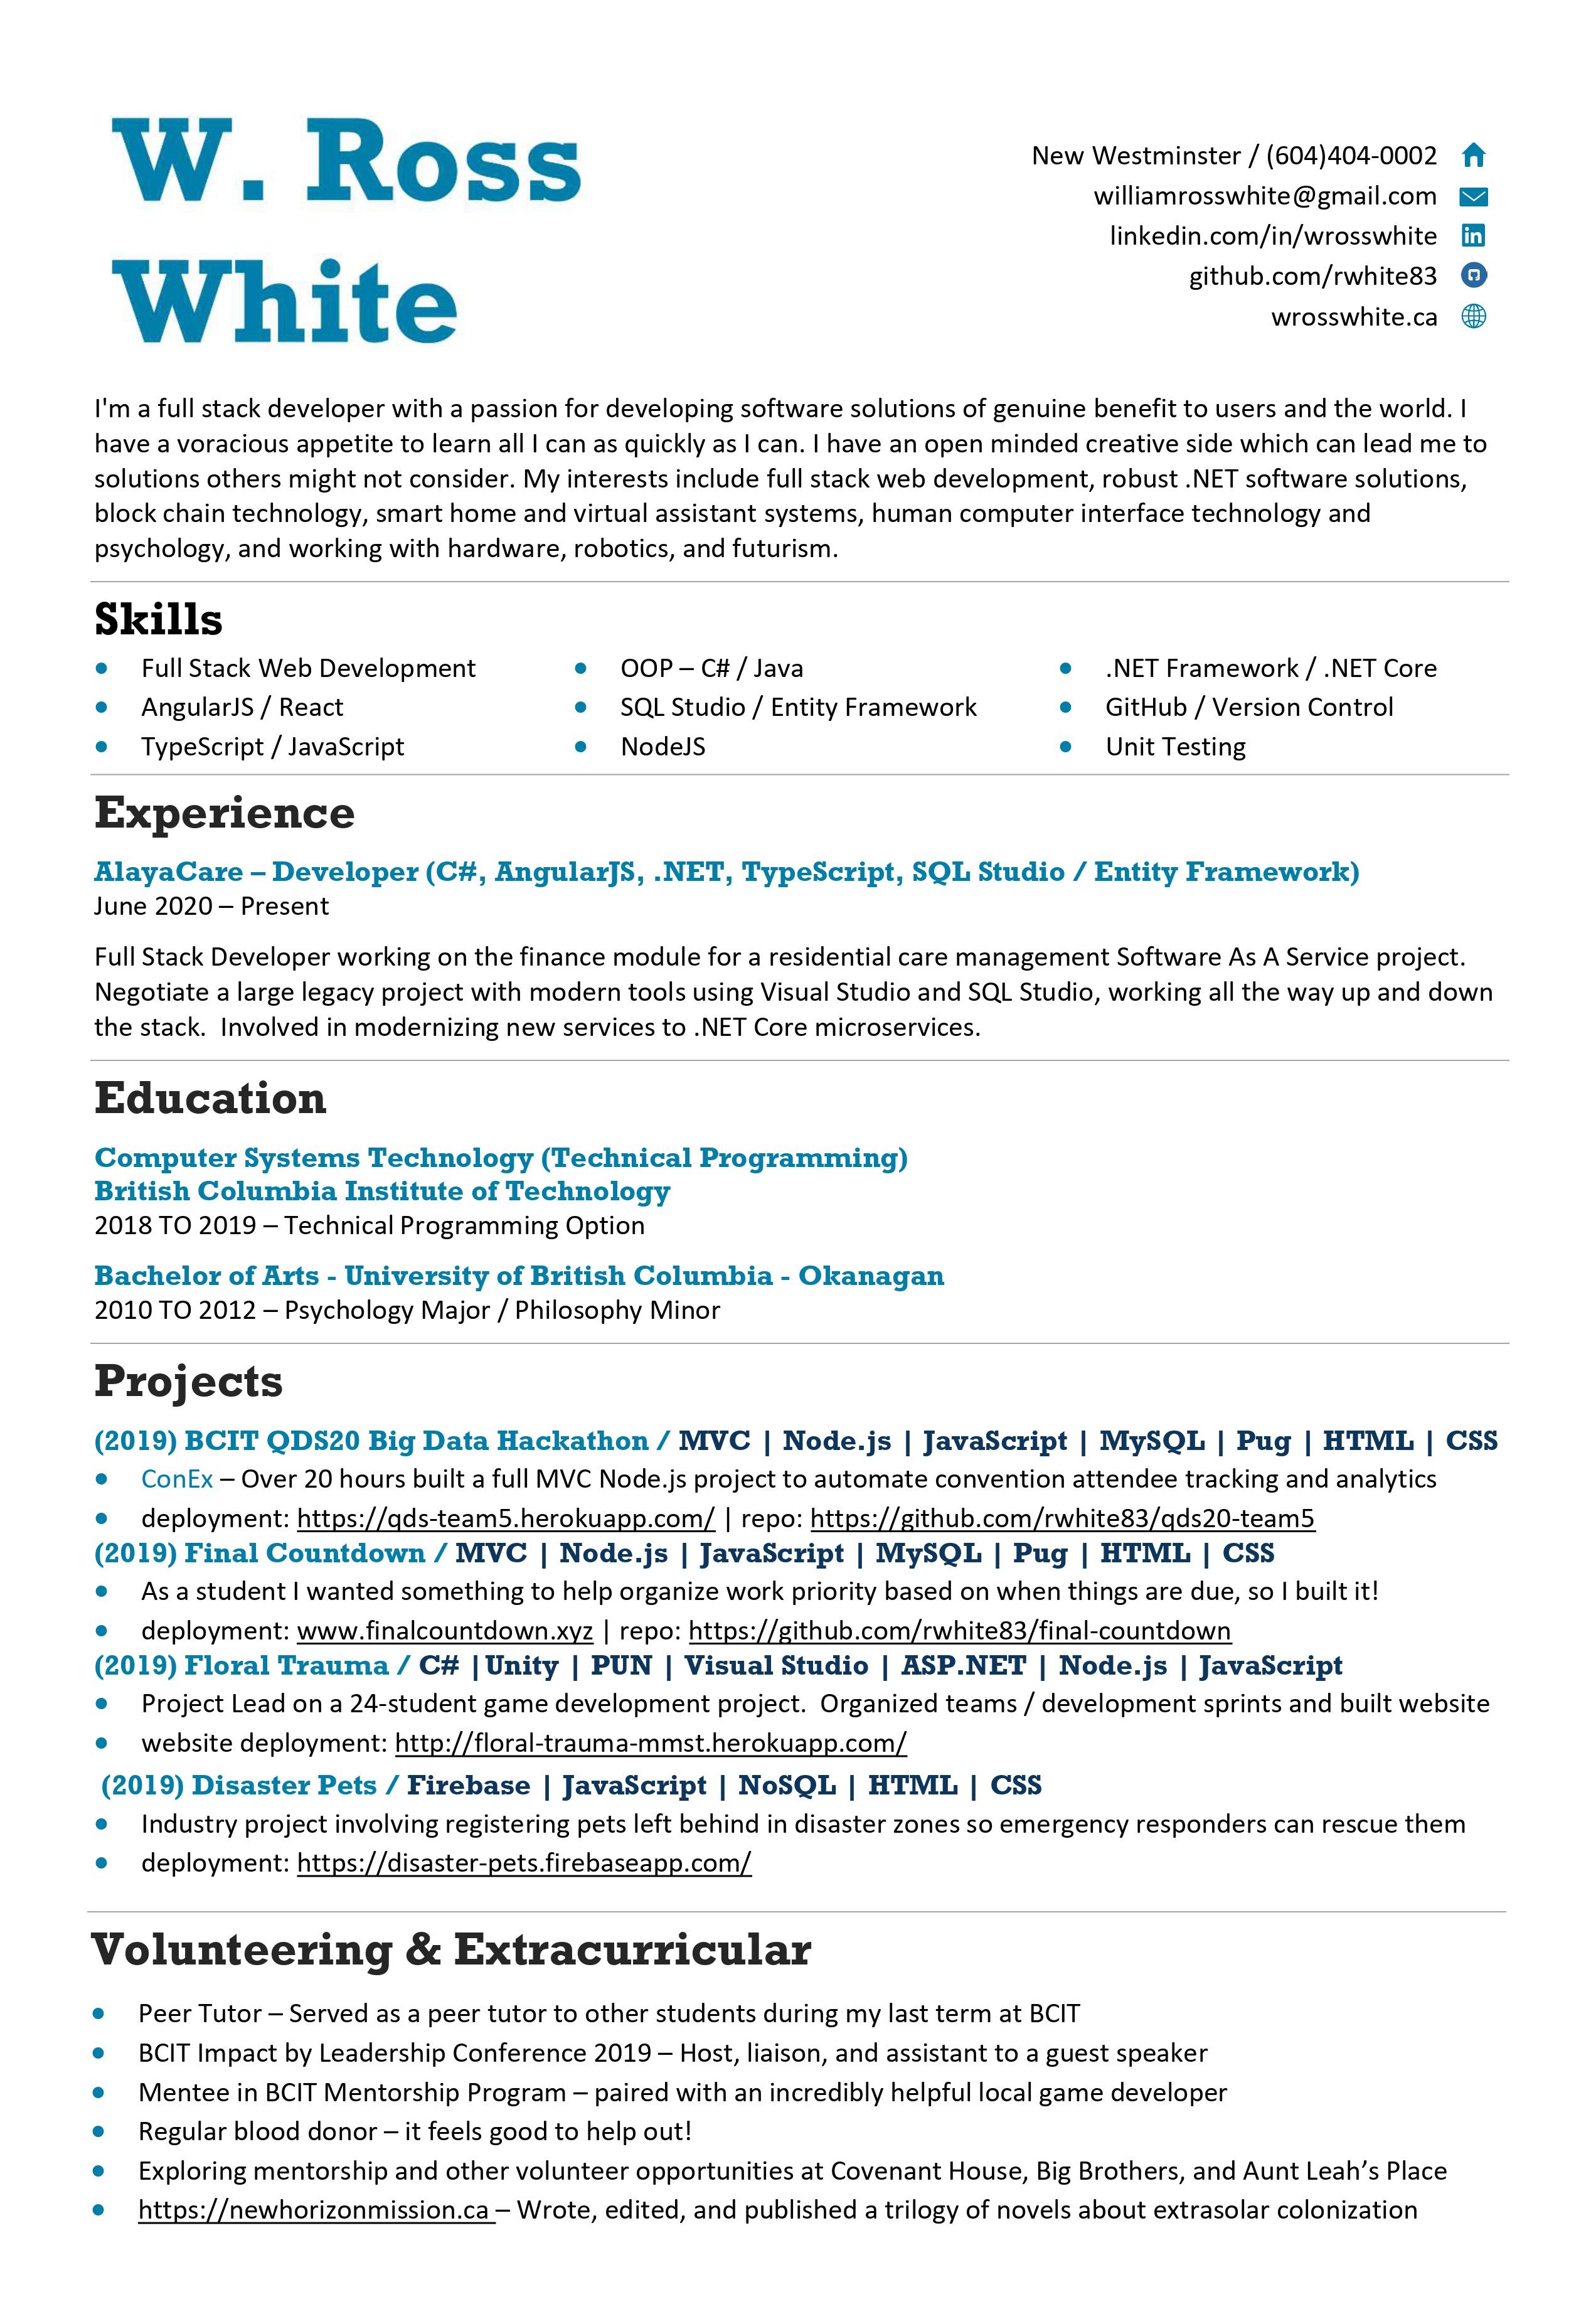 W. Ross
White
New Westminster / (604)404-0002
williamrosswhite@gmail.com
linkedin.com/in/wrosswhite
github.com/rwhite83
wrosswhite.ca
I'm a full stack developer with a passion for developing software solutions of genuine benefit to users and the world. I
have a voracious appetite to learn all I can as quickly as I can. I have an open minded creative side which can lead me to
solutions others might not consider. My interests include full stack web development, robust .NET software solutions,
block chain technology, smart home and virtual assistant systems, human computer interface technology and
psychology, and working with hardware, robotics, and futurism.
Skills
• Full Stack Web Development
• AngularJS / React
• TypeScript / JavaScript
• OOP – C# / Java
• SQL Studio / Entity Framework
• NodeJS
• .NET Framework / .NET Core
• GitHub / Version Control
• Unit Testing
Experience
AlayaCare – Developer (C#, AngularJS, .NET, TypeScript, SQL Studio / Entity Framework)
June 2020 – Present
Full Stack Developer working on the finance module for a residential care management Software As A Service project.
Negotiate a large legacy project with modern tools using Visual Studio and SQL Studio, working all the way up and down
the stack.  Involved in modernizing new services to .NET Core microservices.
Education
Computer Systems Technology (Technical Programming)
British Columbia Institute of Technology
2018 TO 2019 – Technical Programming Option
Bachelor of Arts - University of British Columbia - Okanagan
2010 TO 2012 – Psychology Major / Philosophy Minor
Projects
(2019) BCIT QDS20 Big Data Hackathon / MVC | Node.js | JavaScript | MySQL | Pug | HTML | CSS
• ConEx – Over 20 hours built a full MVC Node.js project to automate convention attendee tracking and analytics
• deployment: https://qds-team5.herokuapp.com/ | repo: https://github.com/rwhite83/qds20-team5
(2019) Final Countdown / MVC | Node.js | JavaScript | MySQL | Pug | HTML | CSS
• As a student I wanted something to help organize work priority based on when things are due, so I built it!
• deployment: www.finalcountdown.xyz | repo: https://github.com/rwhite83/final-countdown
(2019) Floral Trauma / C# |Unity | PUN | Visual Studio | ASP.NET | Node.js | JavaScript
• Project Lead on a 24-student game development project.  Organized teams / development sprints and built website
• website deployment: http://floral-trauma-mmst.herokuapp.com/
(2019) Disaster Pets / Firebase | JavaScript | NoSQL | HTML | CSS
• Industry project involving registering pets left behind in disaster zones so emergency responders can rescue them
• deployment: https://disaster-pets.firebaseapp.com/
Volunteering & Extracurricular
• Peer Tutor – Served as a peer tutor to other students during my last term at BCIT
• BCIT Impact by Leadership Conference 2019 – Host, liaison, and assistant to a guest speaker
• Mentee in BCIT Mentorship Program – paired with an incredibly helpful local game developer
• Regular blood donor – it feels good to help out!
• Exploring mentorship and other volunteer opportunities at Covenant House, Big Brothers, and Aunt Leah’s Place
• https://newhorizonmission.ca – Wrote, edited, and published a trilogy of novels about extrasolar colonization